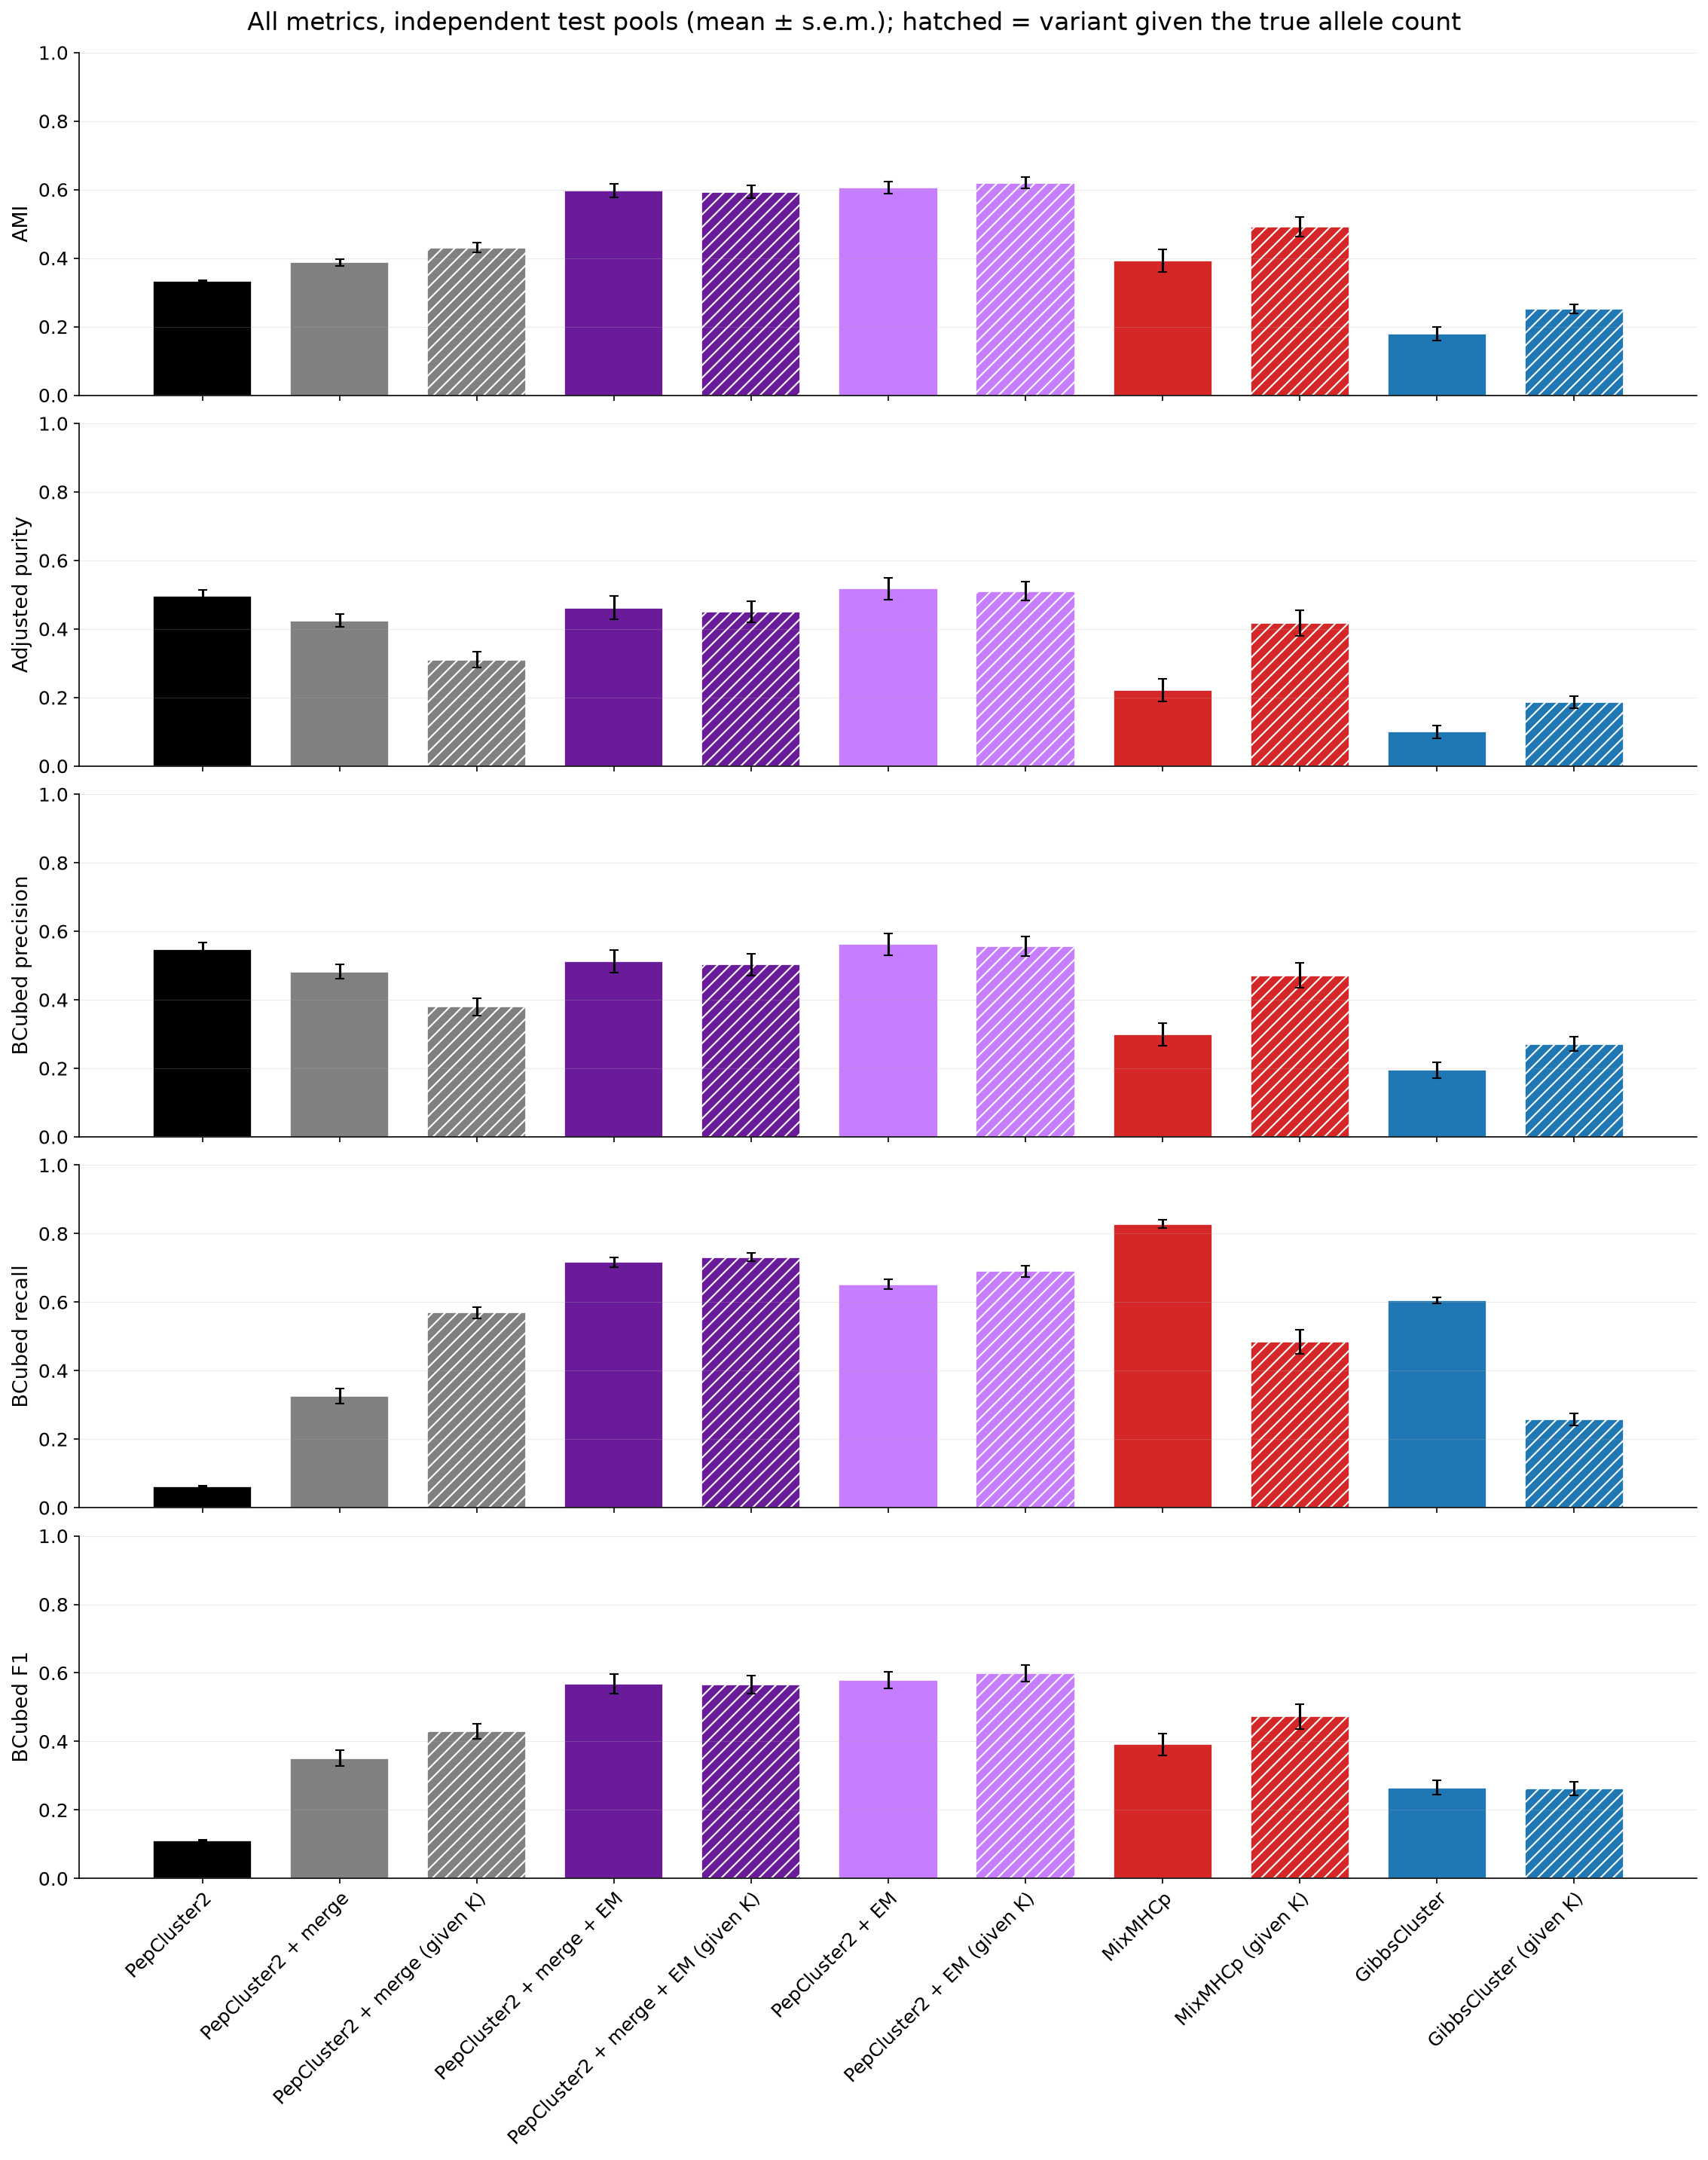 All metrics, independent test pools (mean ± s.e.m.); hatched = variant given the true allele count
1.0
0.8
0.6
0.4
0.2
0.0
AMI
1.0
0.8
0.6
0.4
0.2
0.0
Adjusted purity
1.0
0.8
0.6
0.4
0.2
0.0
BCubed precision
1.0
0.8
0.6
0.4
0.2
0.0
BCubed recall
1.0
0.8
0.6
0.4
0.2
0.0
BCubed F1
PepCluster2
PepCluster2 + merge
PepCluster2 + merge (given K)
PepCluster2 + merge + EM
PepCluster2 + merge + EM (given K)
PepCluster2 + EM
PepCluster2 + EM (given K)
MixMHCp
MixMHCp (given K)
GibbsCluster
GibbsCluster (given K)